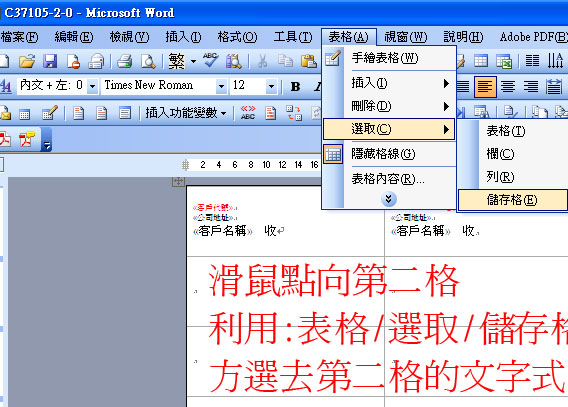 C37105-2-0 - Microsoft Word
檔案(F) 編輯(E) 檢視(V) 插入(I) 格式(O) 工具(T) 表格(A) 視窗(W) 說明(H) Adobe PDF(B)
繁
內文 + 左: 0 Times New Roman 12 B
插入功能變數
手繪表格(W)
插入(I)
刪除(D)
選取(C)
隱藏格線(G)
表格內容(R)...
表格(T)
欄(C)
列(R)
儲存格(E)
2 4 6 8 10 12 14 16
«客戶代號»
«公司地址»
«客戶名稱» 收
«公司地址»
«客戶名稱» 收
滑鼠點向第二格
利用:表格/選取/儲存格
方選去第二格的文字式